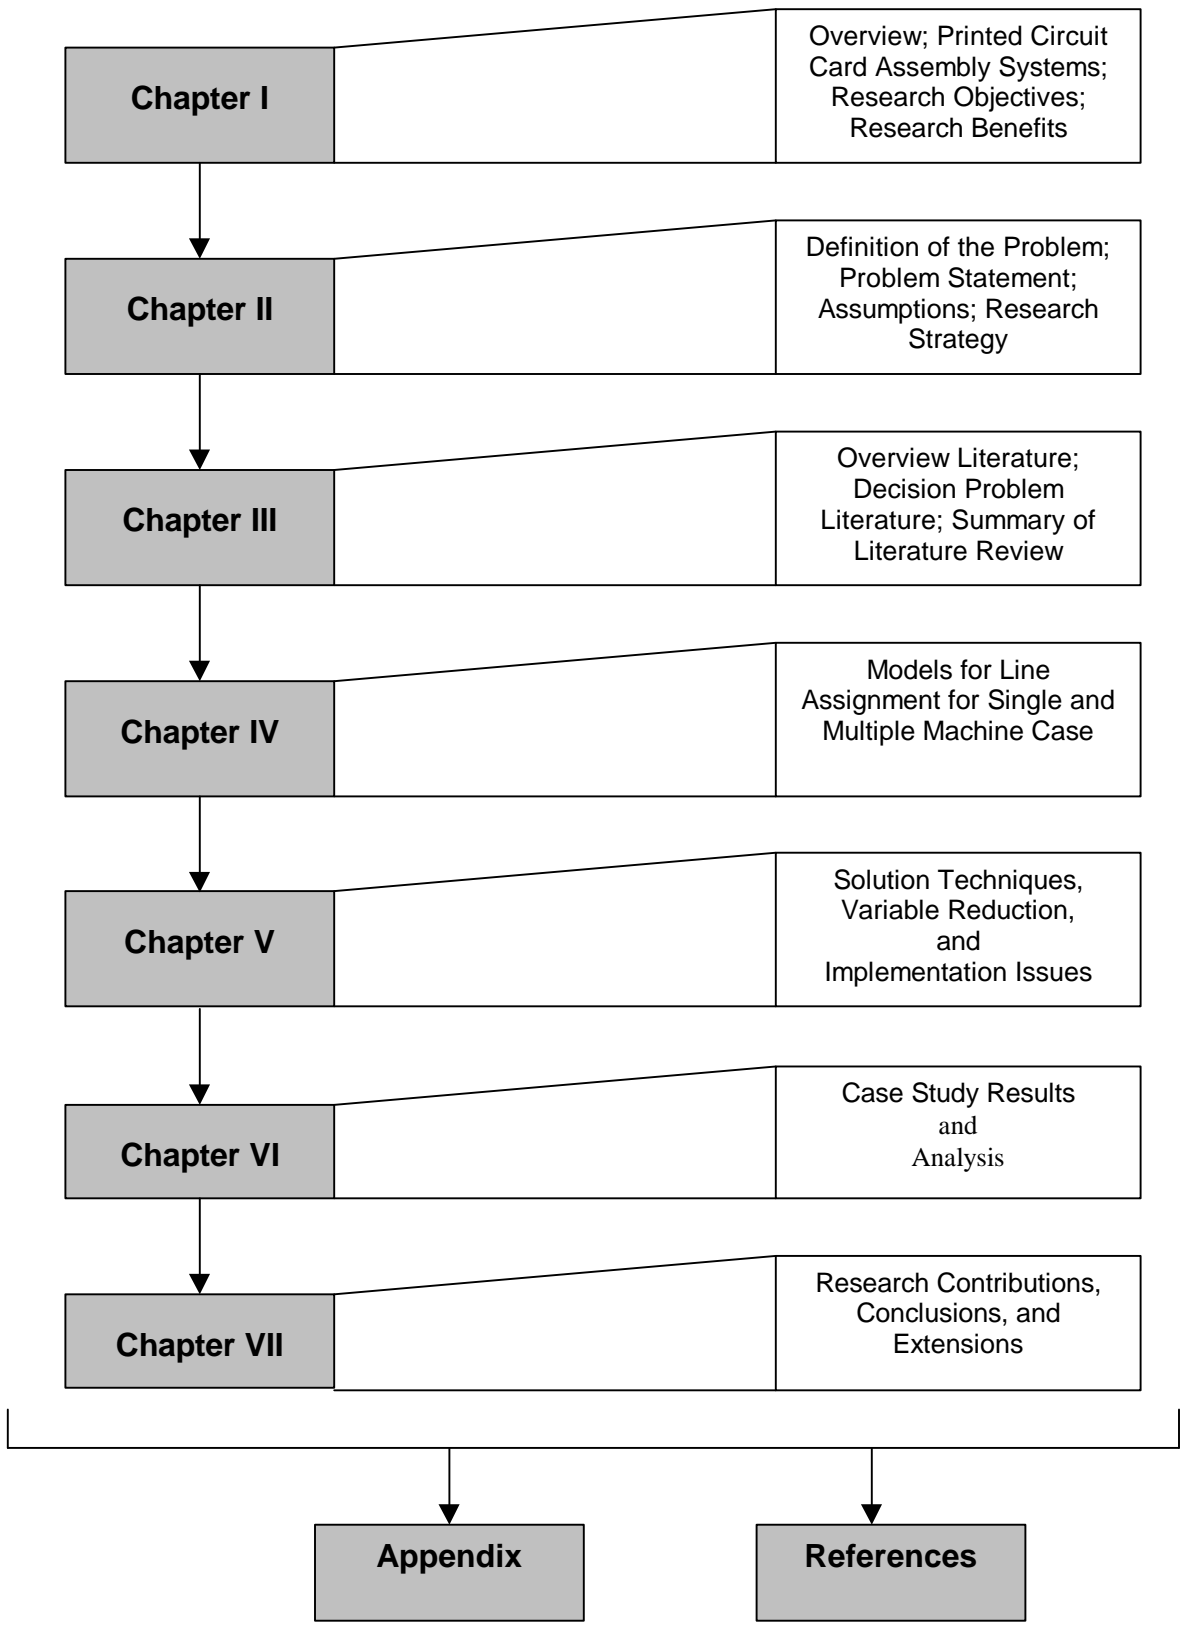 Chapter I
Overview; Printed Circuit
Card Assembly Systems;
Research Objectives;
Research Benefits
Chapter II
Definition of the Problem;
Problem Statement;
Assumptions; Research
Strategy
Chapter III
Overview Literature;
Decision Problem
Literature; Summary of
Literature Review
Chapter IV
Models for Line
Assignment for Single and
Multiple Machine Case
Chapter V
Solution Techniques,
Variable Reduction,
and
Implementation Issues
Chapter VI
Case Study Results
and
Analysis
Chapter VII
Research Contributions,
Conclusions, and
Extensions
Appendix
References